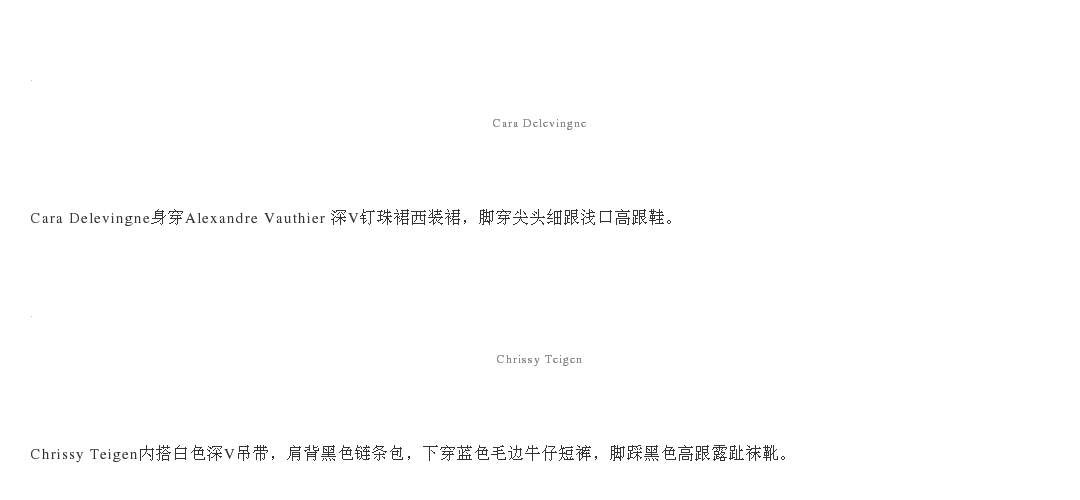 Cara Delevingne
Cara Delevingne身穿Alexandre Vauthier 深V钉珠裙西装裙，脚穿尖头细跟浅口高跟鞋。
Chrissy Teigen
Chrissy Teigen内搭白色深V吊带，肩背黑色链条包，下穿蓝色毛边牛仔短裤，脚踩黑色高跟露趾袜靴。